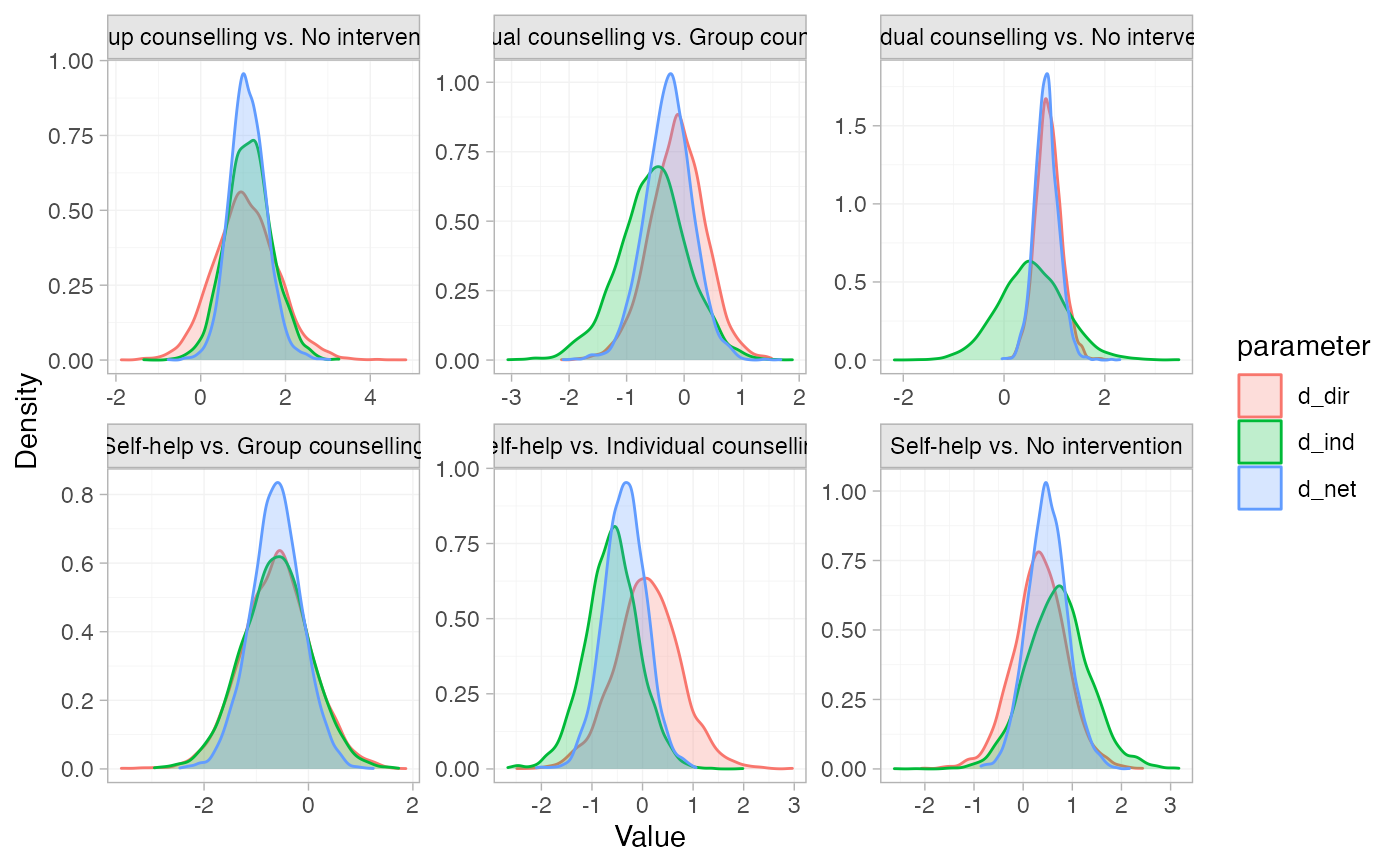 up counselling vs. No interven
ual counselling vs. Group coun
dual counselling vs. No interve
1.00
0.75
0.50
0.25
0.00
-2 0 2 4
1.00
0.75
0.50
0.25
0.00
-3 -2 -1 0 1 2
1.5
1.0
0.5
0.0
-2 0 2
Density
Self-help vs. Group counselling
elf-help vs. Individual counsellin
Self-help vs. No intervention
0.8
0.6
0.4
0.2
0.0
-2 0 2
1.00
0.75
0.50
0.25
0.00
-2 -1 0 1 2 3
1.00
0.75
0.50
0.25
0.00
-2 -1 0 1 2 3
Value
parameter
d_dir
d_ind
d_net